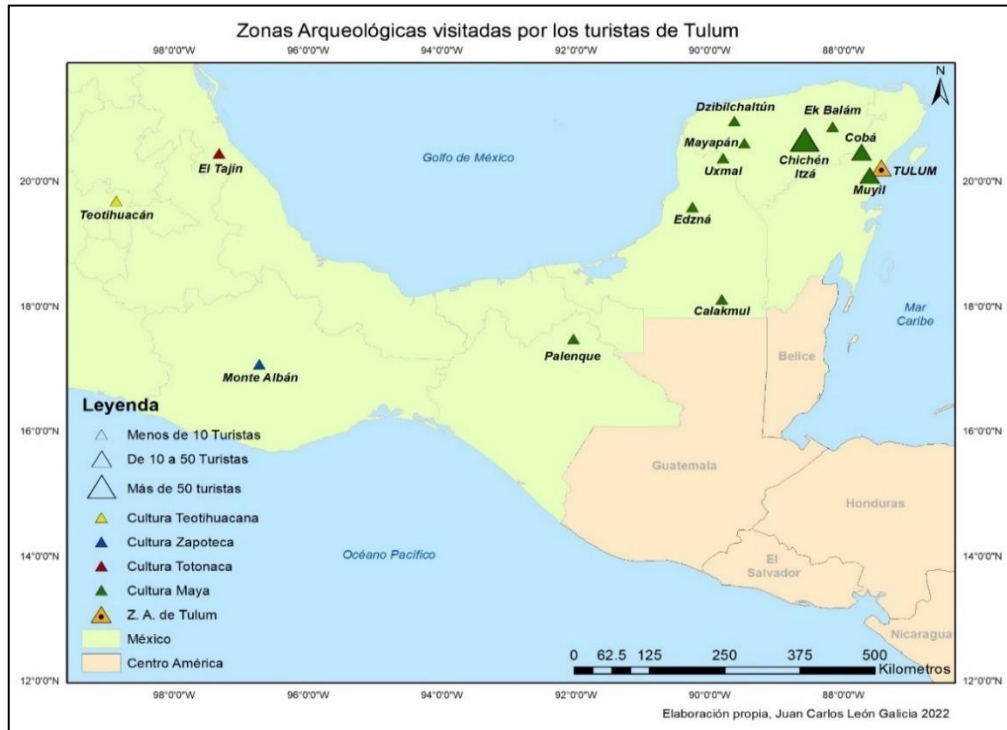 Zonas Arqueológicas visitadas por los turistas de Tulum
98°0'0"W 96°0'0"W 94°0'0"W 92°0'0"W 90°0'0"W 88°0'0"W
N
Dzibilchaltún
Ek Balám
Mayapán
Cobá
Golfo de México
El Tajín
Uxmal
Chichén
Itzá
TULUM
20°0'0"N
20°0'0"N
Muyil
Teotihuacán
Edzná
18°0'0"N
18°0'0"N
Calakmul
Mar
Caribe
Palenque
Belice
Monte Albán
Leyenda
16°0'0"N
Menos de 10 Turistas
De 10 a 50 Turistas
Más de 50 turistas
Cultura Teotihuacana
Cultura Zapoteca
Cultura Totonaca
Cultura Maya
Z. A. de Tulum
México
Centro América
16°0'0"N
Guatemala
Honduras
Océano Pacífico
14°0'0"N
14°0'0"N
El
Salvador
Nicaragua
0 62.5 125 250 375 500
Kilometros
12°0'0"N
12°0'0"N
98°0'0"W 96°0'0"W 94°0'0"W 92°0'0"W 90°0'0"W 88°0'0"W
Elaboración propia, Juan Carlos León Galicia 2022